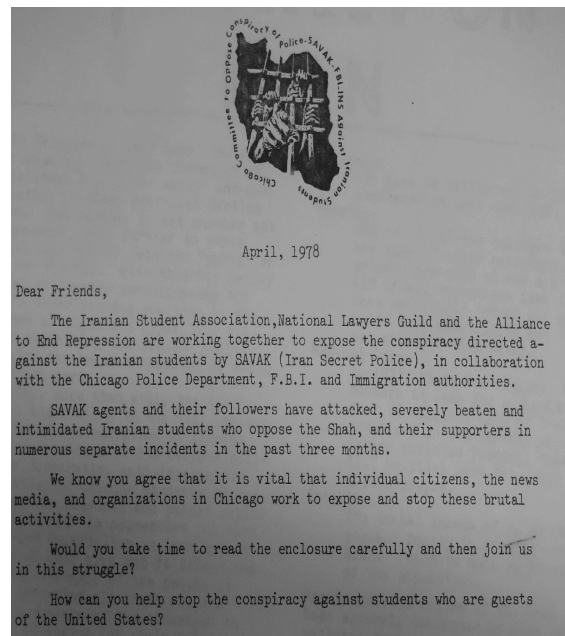 Chicago Committee to Oppose Conspiracy of Police-SAVAK-FBI-INS Against Iranian Students
April, 1978
Dear Friends,
The Iranian Student Association,National Lawyers Guild and the Alliance
to End Repression are working together to expose the conspiracy directed a-
gainst the Iranian students by SAVAK (Iran Secret Police), in collaboration
with the Chicago Police Department, F.B.I. and Immigration authorities.
SAVAK agents and their followers have attacked, severely beaten and
intimidated Iranian students who oppose the Shah, and their supporters in
numerous separate incidents in the past three months.
We know you agree that it is vital that individual citizens, the news
media, and organizations in Chicago work to expose and stop these brutal
activities.
Would you take time to read the enclosure carefully and then join us
in this struggle?
How can you help stop the conspiracy against students who are guests
of the United States?